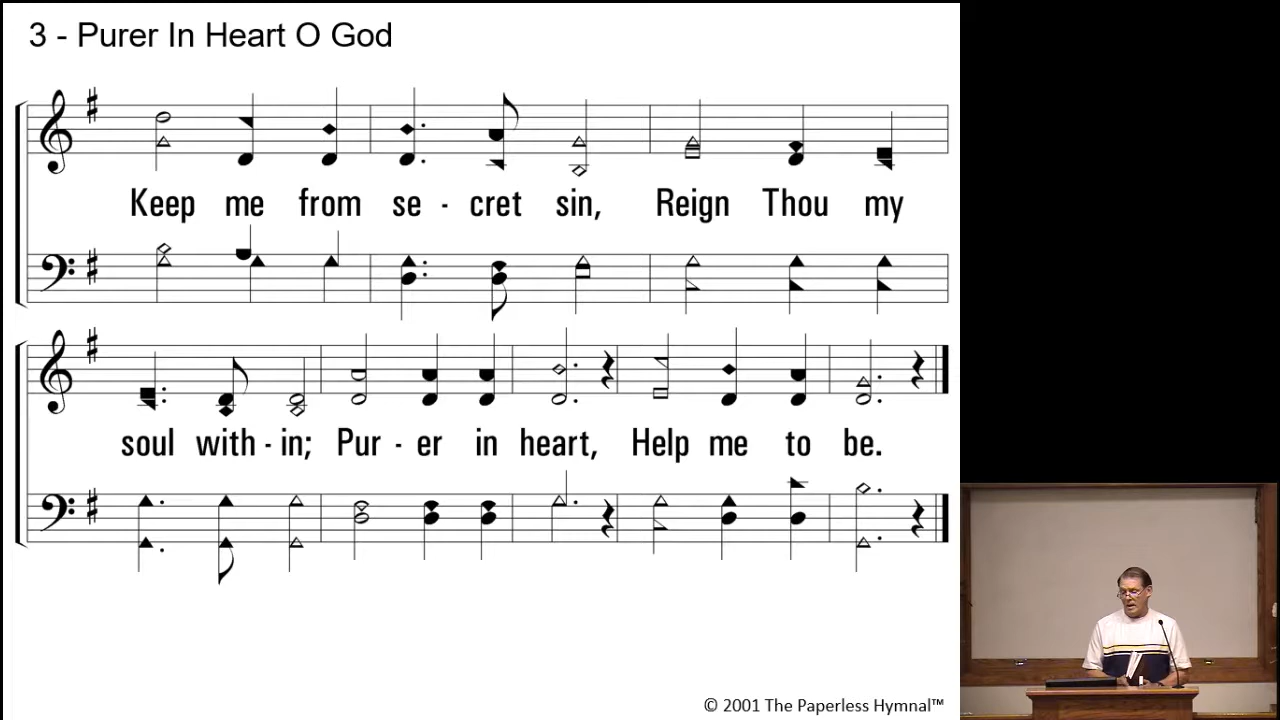 3 - Purer In Heart O God
Keep me from se - cret sin, Reign Thou my
soul with - in; Pur - er in heart, Help me to be.
© 2001 The Paperless Hymnal™